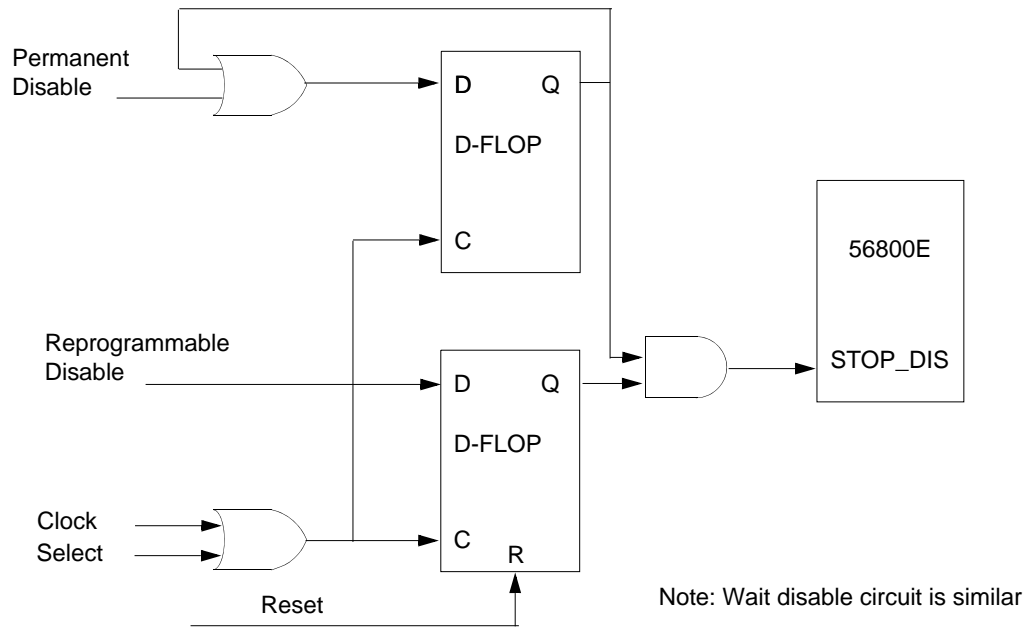 Permanent
Disable
D Q
D-FLOP
C
56800E
STOP_DIS
Reprogrammable
Disable
D Q
D-FLOP
C
R
Clock
Select
Reset
Note: Wait disable circuit is similar